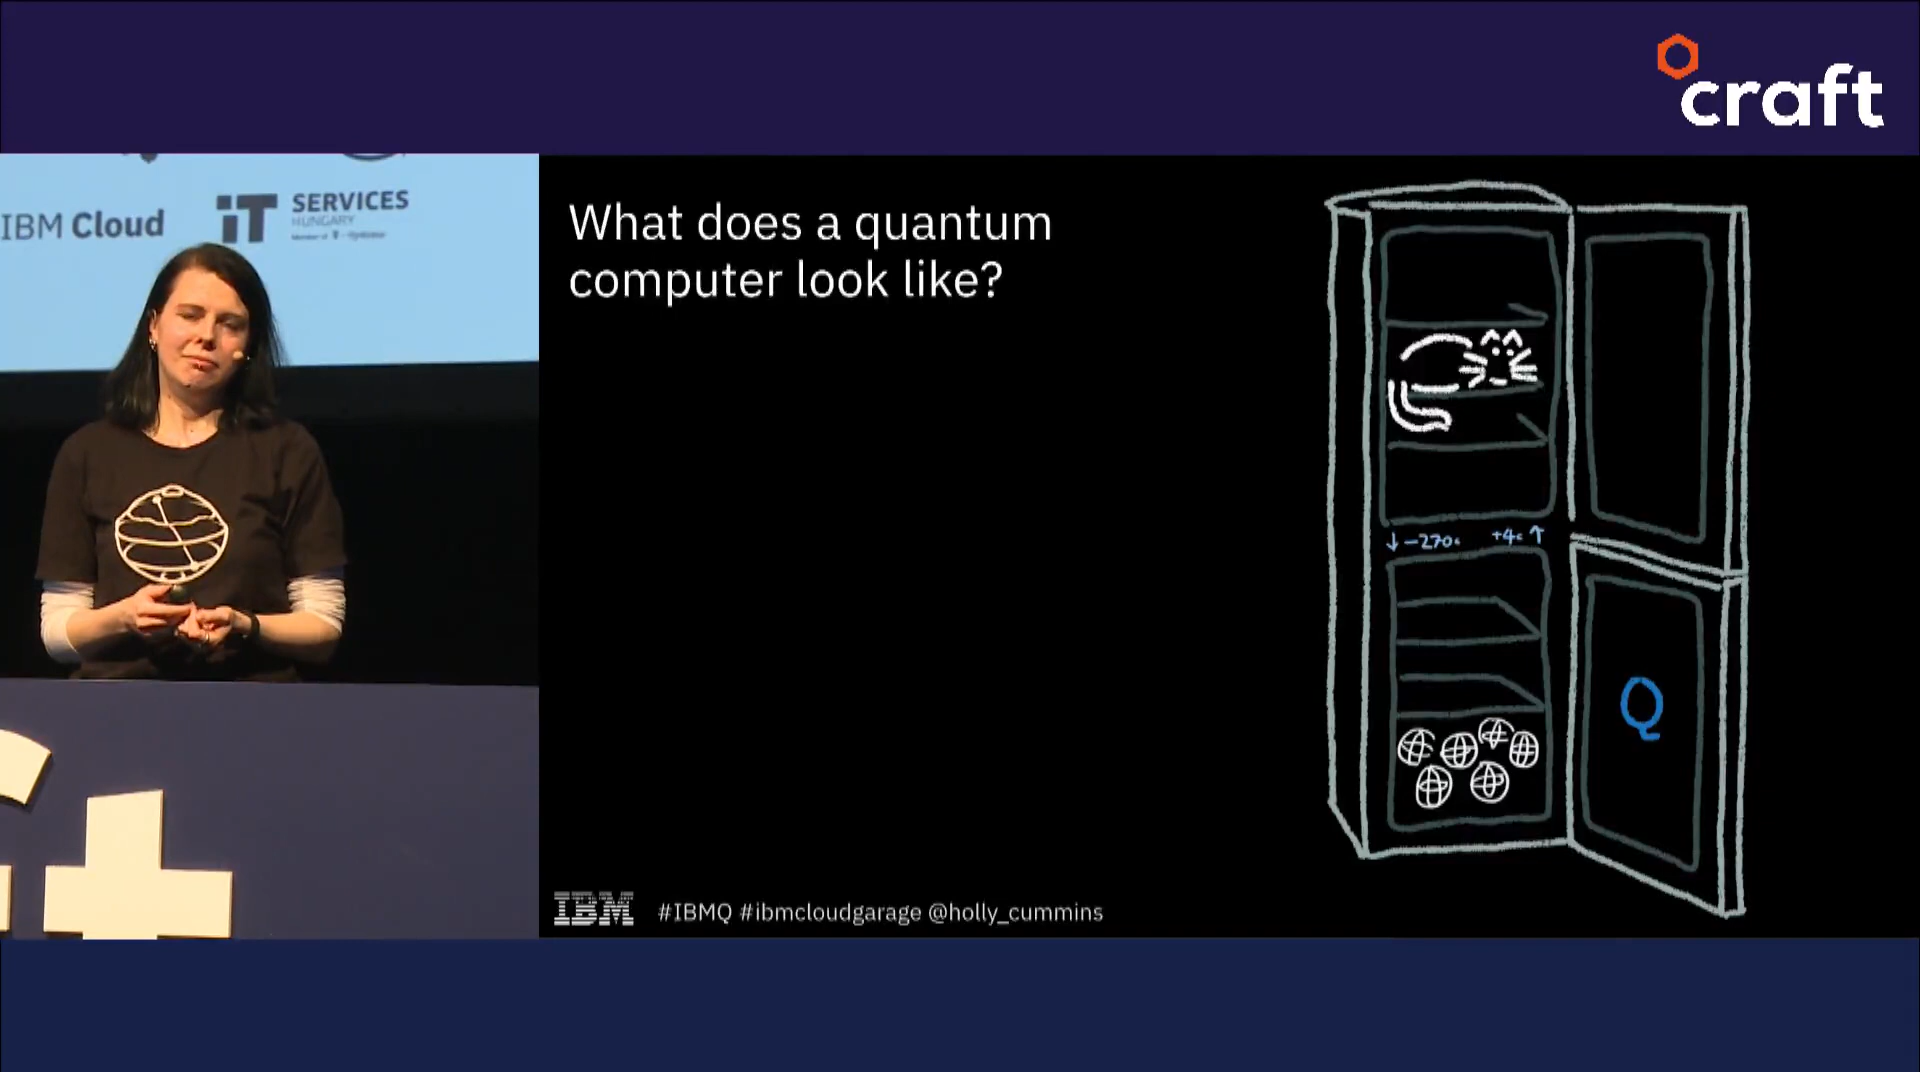 craft
IBM Cloud
iT SERVICES
HUNGARY
What does a quantum
computer look like?
↓ -270c +4c ↑
Q
IBM #IBMQ #ibmcloudgarage @holly_cummins